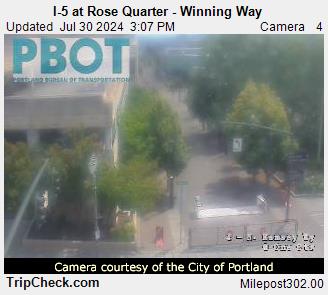 I-5 at Rose Quarter - Winning Way
Updated Jul 30 2024 3:07 PM Camera 4
PBOT
PORTLAND BUREAU OF TRANSPORTATION
Camera courtesy of the City of Portland
TripCheck.com Milepost302.00